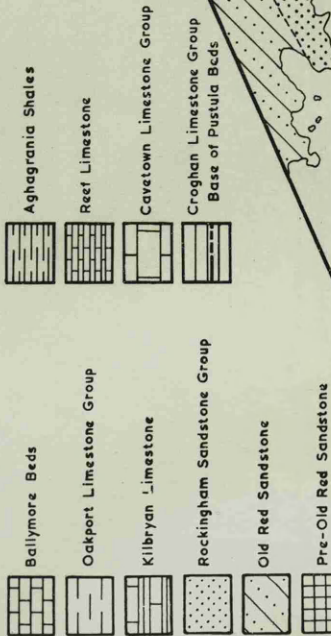 Ballymore Beds
Oakport Limestone Group
Kilbryan Limestone
Rockingham Sandstone Group
Old Red Sandstone
Pre-Old Red Sandstone
Aghagrania Shales
Reef Limestone
Cavetown Limestone Group
Croghan Limestone Group
Base of Pustula Beds